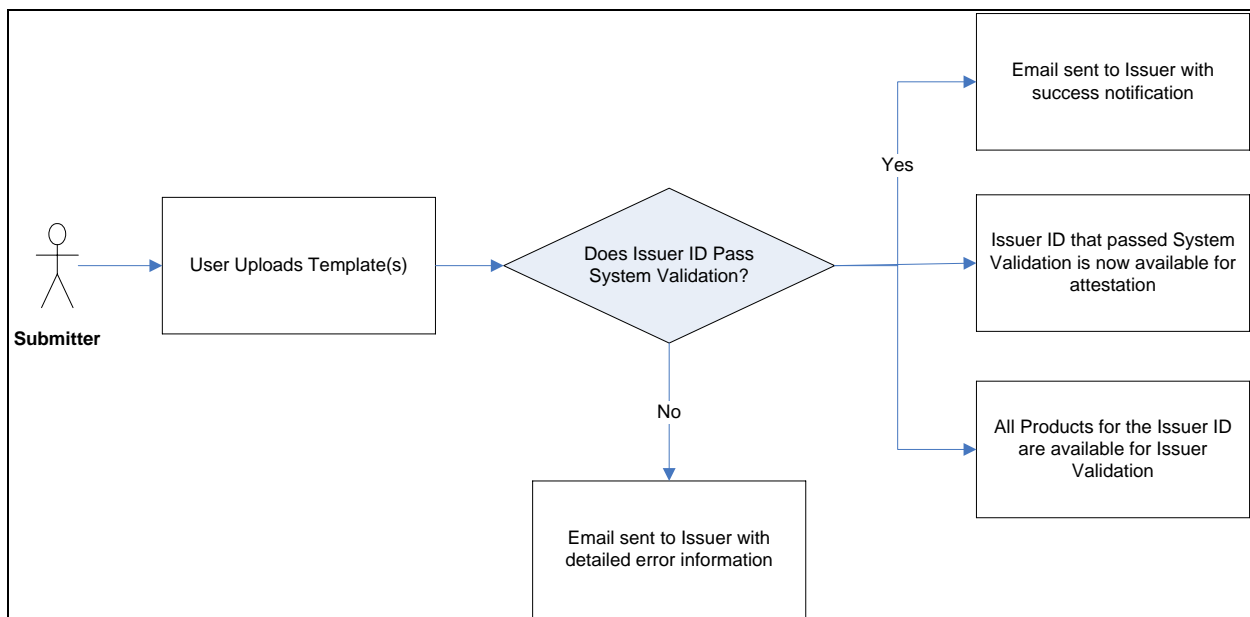 Submitter
User Uploads Template(s)
Does Issuer ID Pass
System Validation?
Yes
Email sent to Issuer with
success notification
Issuer ID that passed System
Validation is now available for
attestation
All Products for the Issuer ID
are available for Issuer
Validation
No
Email sent to Issuer with
detailed error information